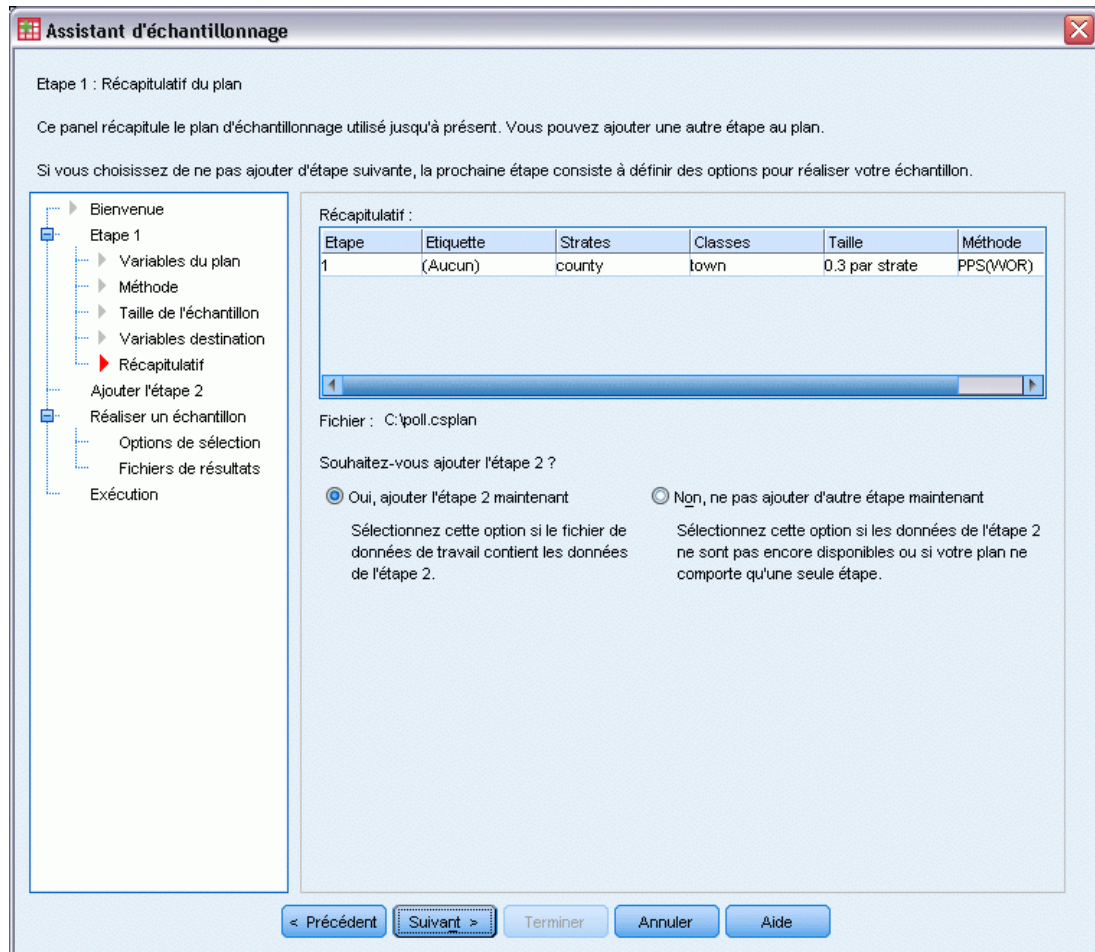 Assistant d'échantillonnage
Etape 1 : Récapitulatif du plan
Ce panel récapitule le plan d'échantillonnage utilisé jusqu'à présent. Vous pouvez ajouter une autre étape au plan.
Si vous choisissez de ne pas ajouter d'étape suivante, la prochaine étape consiste à définir des options pour réaliser votre échantillon.
Bienvenue
Etape 1
Variables du plan
Méthode
Taille de l'échantillon
Variables destination
Récapitulatif
Ajouter l'étape 2
Réaliser un échantillon
Options de sélection
Fichiers de résultats
Exécution
Récapitulatif :
Etape Etiquette Strates Classes Taille Méthode
1 (Aucun) county town 0.3 par strate PPS(WOR)
Fichier : C:\poll.csplan
Souhaitez-vous ajouter l'étape 2 ?
Oui, ajouter l'étape 2 maintenant
Sélectionnez cette option si le fichier de
données de travail contient les données
de l'étape 2.
Non, ne pas ajouter d'autre étape maintenant
Sélectionnez cette option si les données de l'étape 2
ne sont pas encore disponibles ou si votre plan ne
comporte qu'une seule étape.
< Précédent Suivant > Terminer Annuler Aide